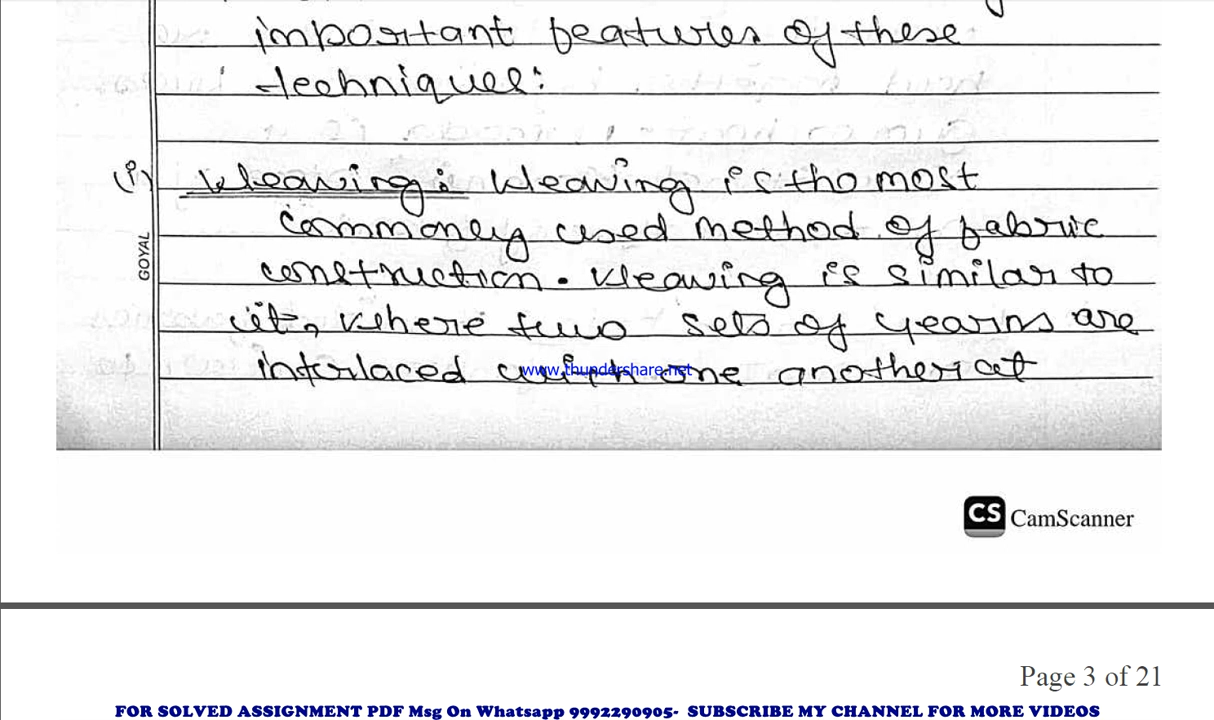 important features of these
techniques:
(i) Weaving: Weaving is the most
commonly used method of fabric
construction. Weaving is similar to
it, where two sets of yearns are
interlaced with one another at
www.thundershare.net
GOYAL
CS CamScanner
Page 3 of 21
FOR SOLVED ASSIGNMENT PDF Msg On Whatsapp 9992290905- SUBSCRIBE MY CHANNEL FOR MORE VIDEOS